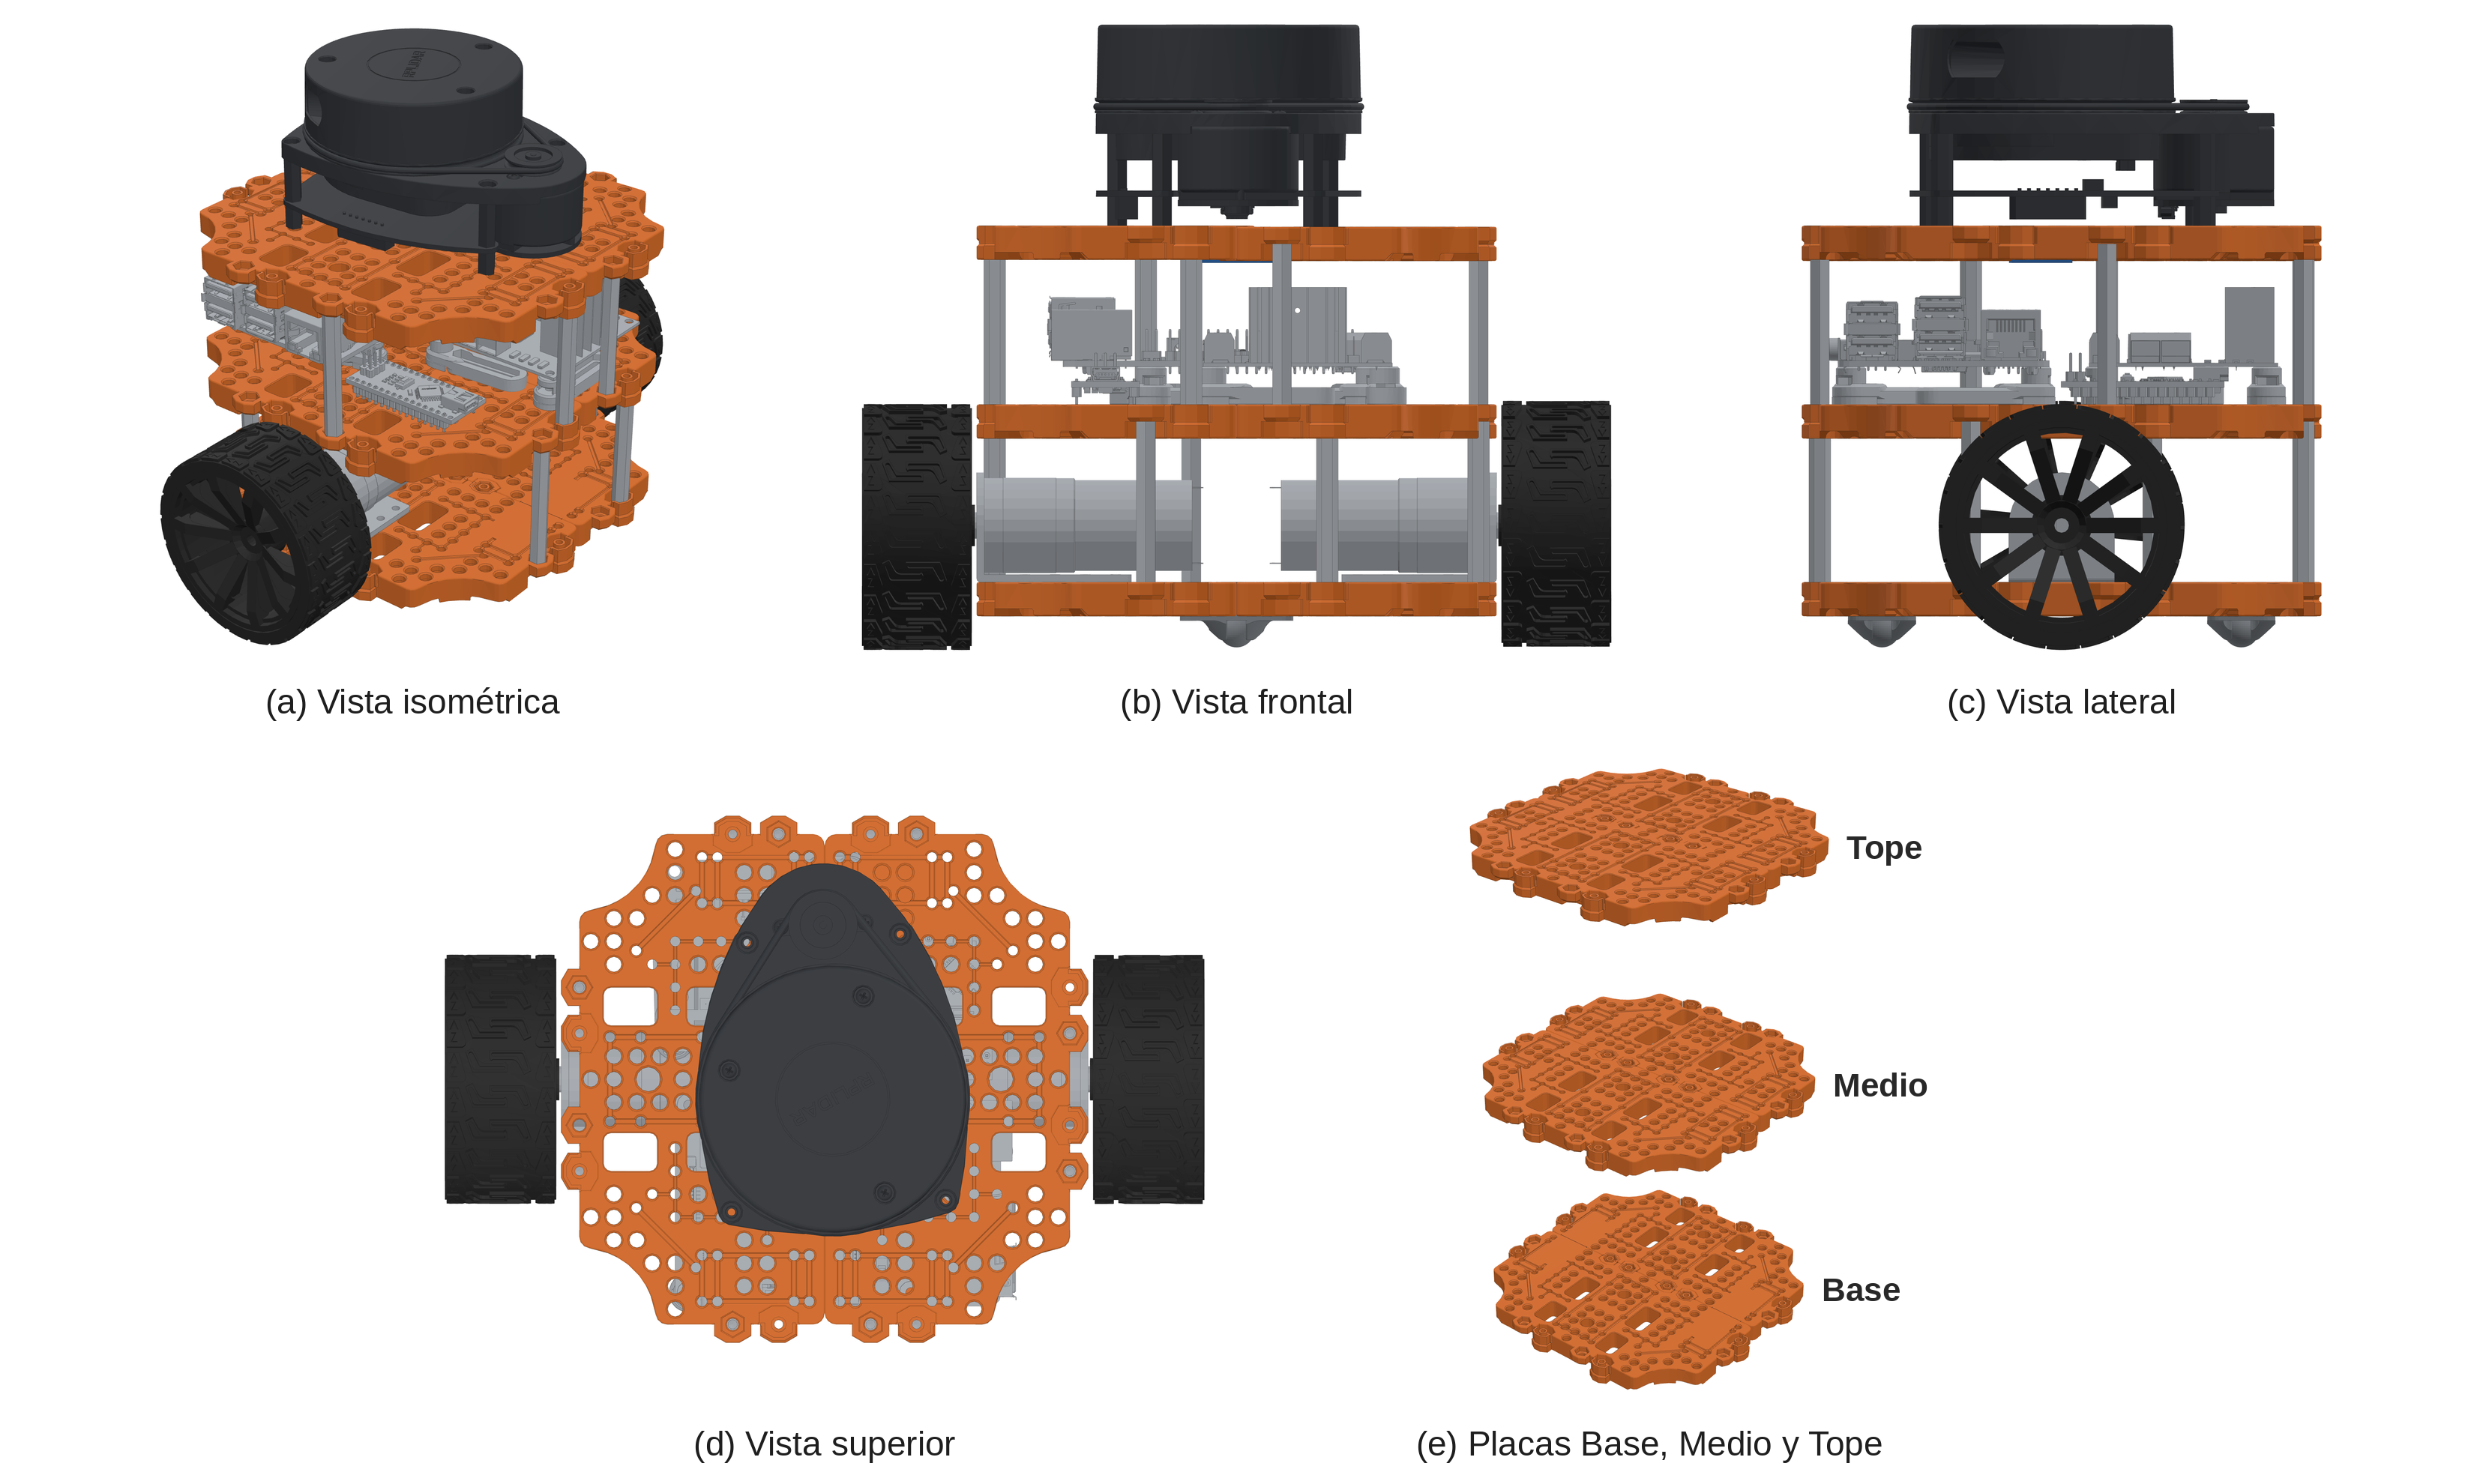 (a) Vista isométrica
(b) Vista frontal
(c) Vista lateral
Tope
Medio
Base
(d) Vista superior
(e) Placas Base, Medio y Tope